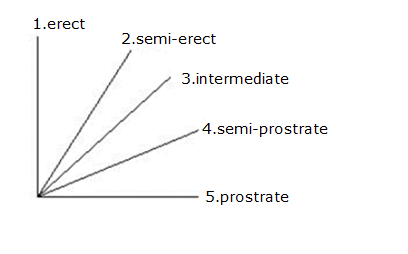 1.erect
2.semi-erect
3.intermediate
4.semi-prostrate
5.prostrate